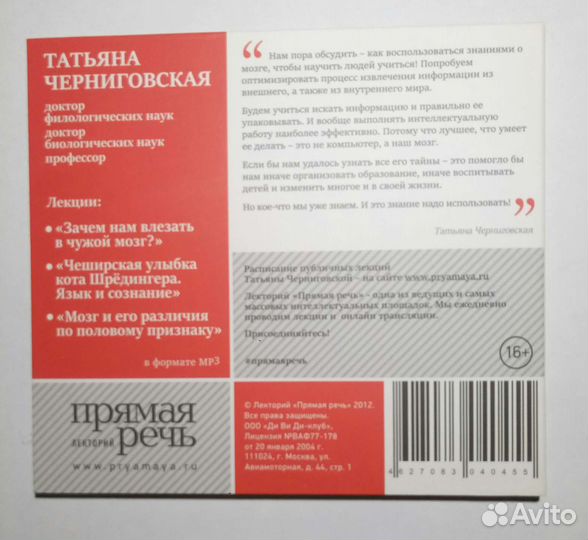 ТАТЬЯНА
ЧЕРНИГОВСКАЯ
доктор
филологических наук
доктор
биологических наук
профессор
Лекции:
• «Зачем нам влезать
в чужой мозг?»
• «Чеширская улыбка
кота Шрёдингера.
Язык и сознание»
• «Мозг и его различия
по половому признаку»
в формате MP3
“ Нам пора обсудить – как воспользоваться знаниями о
мозге, чтобы научить людей учиться! Попробуем
оптимизировать процесс извлечения информации из
внешнего, а также из внутреннего мира.
Будем учиться искать информацию и правильно ее
упаковывать. И вообще выполнять интеллектуальную
работу наиболее эффективно. Потому что лучшее, что умеет
ее делать – это не компьютер, а наш мозг.
Если бы нам удалось узнать все его тайны – это помогло бы
нам иначе организовать образование, иначе воспитывать
детей и изменить многое и в своей жизни.
Но кое-что мы уже знаем. И это знание надо использовать! ”
Татьяна Черниговская
Расписание публичных лекций
Татьяны Черниговской – на сайте www.pryamaya.ru
Лекторий «Прямая речь» - одна из ведущих и самых
массовых интеллектуальных площадок. Мы ежедневно
проводим лекции и онлайн трансляции.
Присоединяйтесь!
#прямаяречь
16+
прямая
ЛЕКТОРИЙ речь
www.pryamaya.ru
© Лекторий «Прямая речь» 2012.
Все права защищены.
ООО «Ди Ви Ди-клуб»,
Лицензия №ВАФ77-178
от 20 января 2004 г.
111024, г. Москва, ул.
Авиамоторная, д. 44, стр. 1
4 627083 040455
Avito